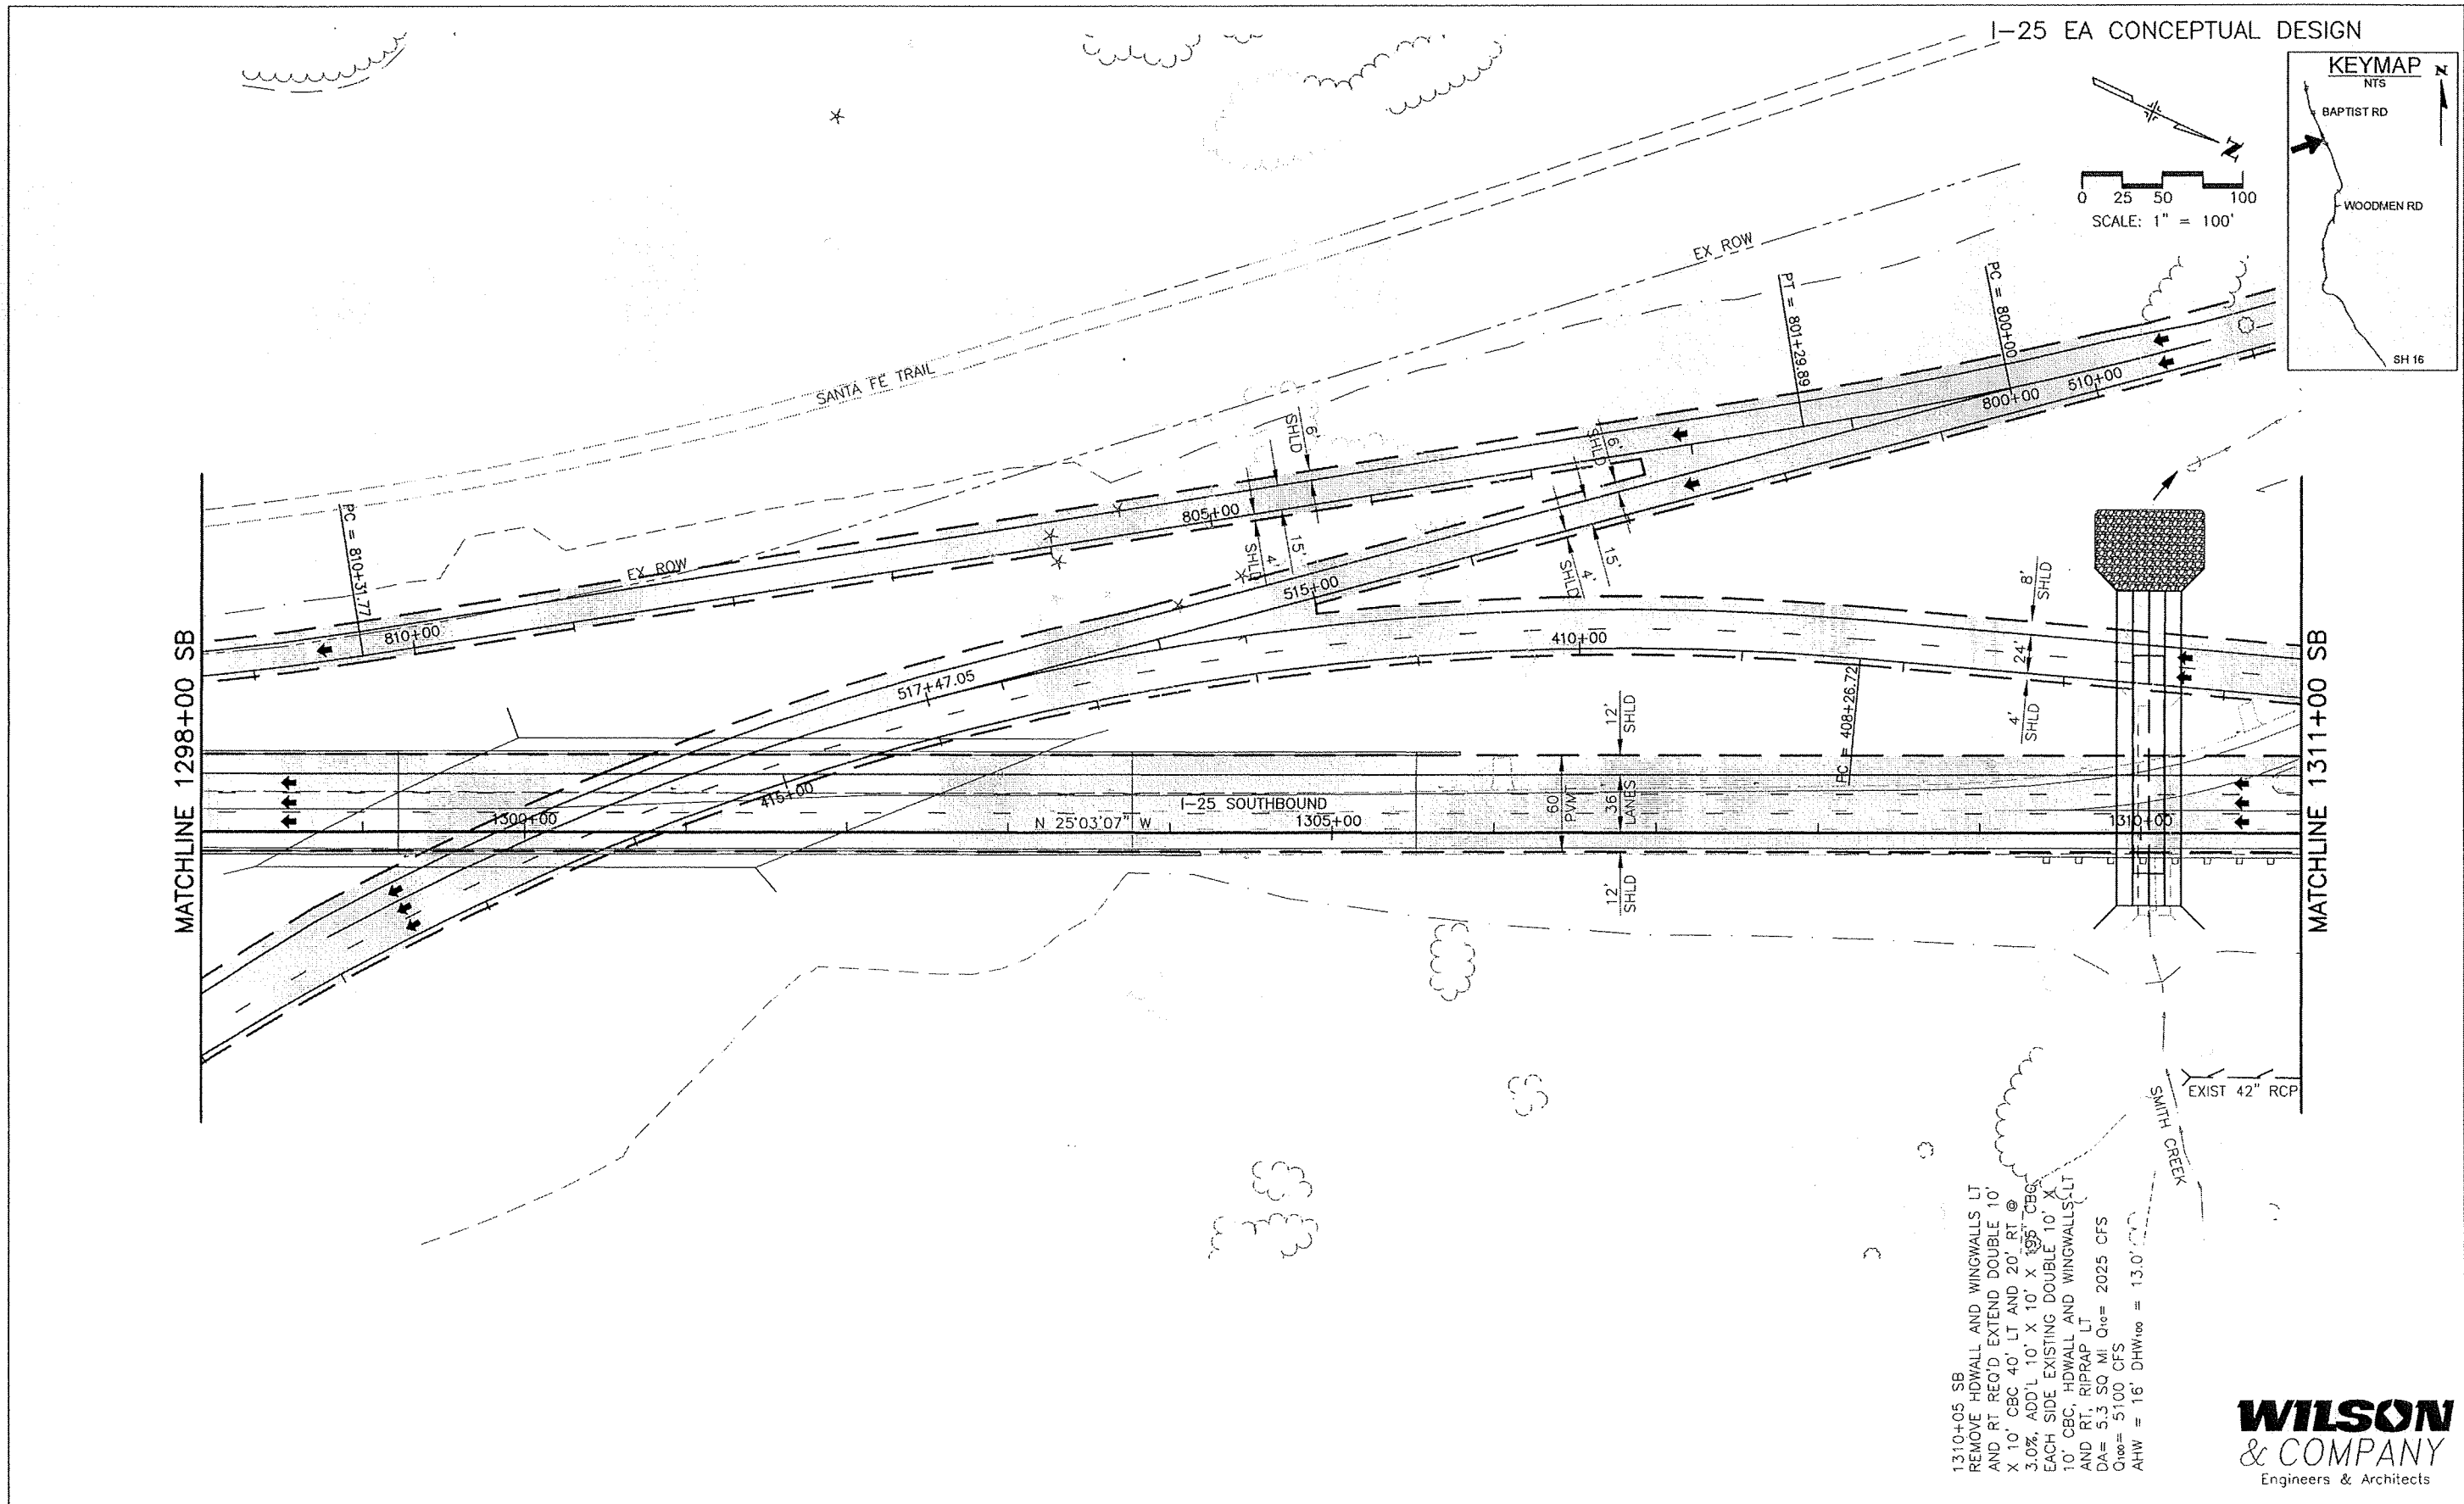 I-25 EA CONCEPTUAL DESIGN
KEYMAP
NTS
N
BAPTIST RD
WOODMEN RD
SH 16
N
0 25 50 100
SCALE: 1" = 100'
EX ROW
SANTA FE TRAIL
PT = 801+29.89
PC = 800+00
800+00
510+00
6'
SHLD
6'
SHLD
805+00
4'
SHLD
15'
515+00
4'
SHLD
15'
EX ROW
PC = 810+31.77
810+00
8'
SHLD
24'
4'
SHLD
410+00
517+47.05
PC = 408+26.72
MATCHLINE 1298+00 SB
MATCHLINE 1311+00 SB
12'
SHLD
415+00
1300+00
I-25 SOUTHBOUND
N 25°03'07" W
1305+00
60'
PVMT
36'
LANES
1310+00
12'
SHLD
EXIST 42" RCP
SMITH CREEK
1310+05 SB
REMOVE HDWALL AND WINGWALLS LT
AND RT REQ'D EXTEND DOUBLE 10'
X 10' CBC 40' LT AND 20' RT @
3.0%, ADD'L 10' X 10' X 195' CBC
EACH SIDE EXISTING DOUBLE 10' X
10' CBC, HDWALL AND WINGWALLS LT
AND RT, RIPRAP LT
DA= 5.3 SQ MI Q10= 2025 CFS
Q100= 5100 CFS
AHW = 16' DHW100 = 13.0'
WILSON
& COMPANY
Engineers & Architects